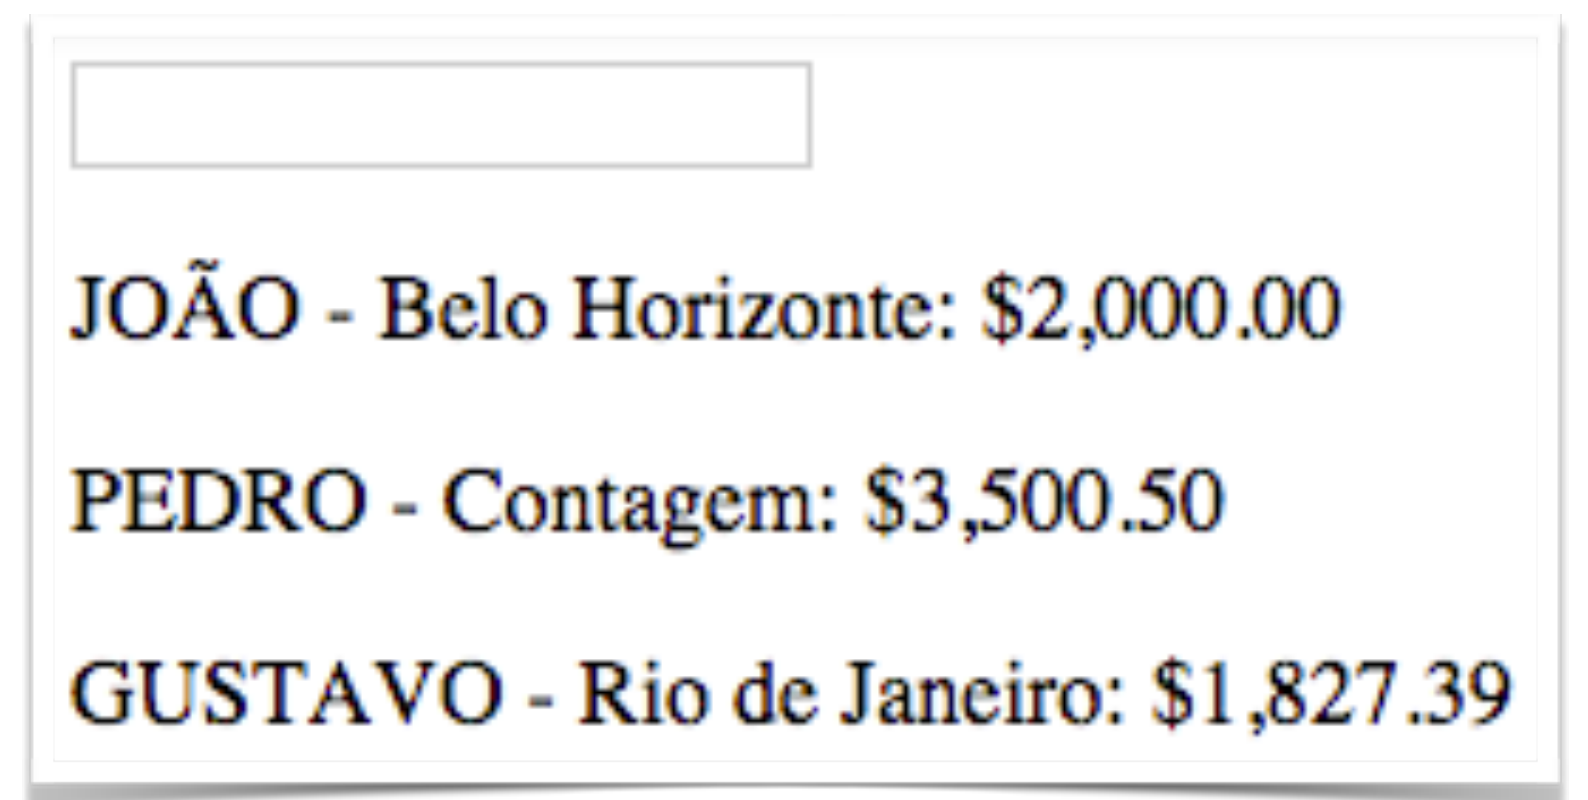 JOÃO - Belo Horizonte: $2,000.00
PEDRO - Contagem: $3,500.50
GUSTAVO - Rio de Janeiro: $1,827.39